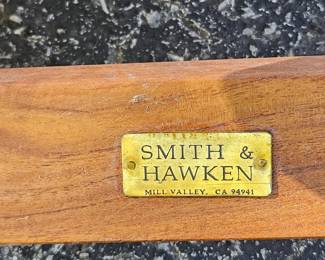 SMITH &
HAWKEN
MILL VALLEY, CA 94941